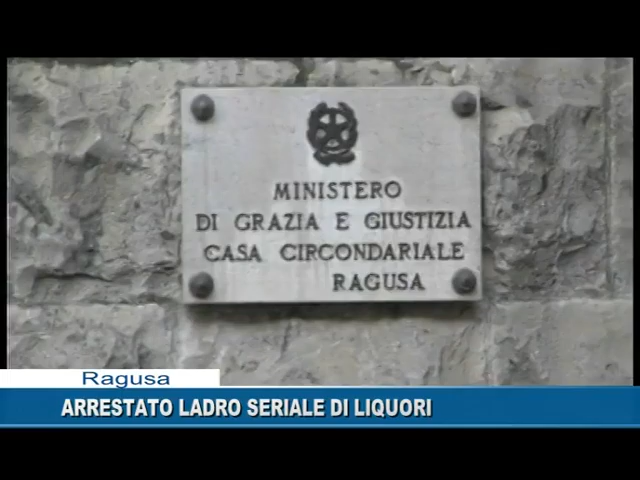 MINISTERO
DI GRAZIA E GIUSTIZIA
CASA CIRCONDARIALE
RAGUSA
Ragusa
ARRESTATO LADRO SERIALE DI LIQUORI